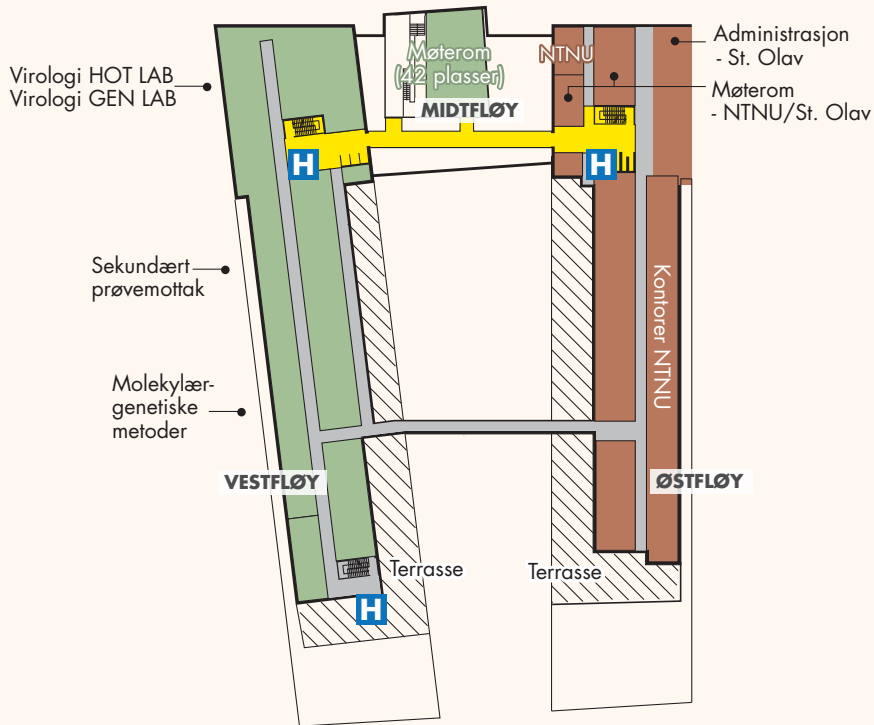 Møterom
(42 plasser)
NTNU
Administrasjon
- St. Olav
Virologi HOT LAB
Virologi GEN LAB
Møterom
- NTNU/St. Olav
MIDTFLØY
H
H
Sekundært
prøvemottak
Kontorer NTNU
Molekylær-
genetiske
metoder
VESTFLØY
ØSTFLØY
Terrasse
Terrasse
H